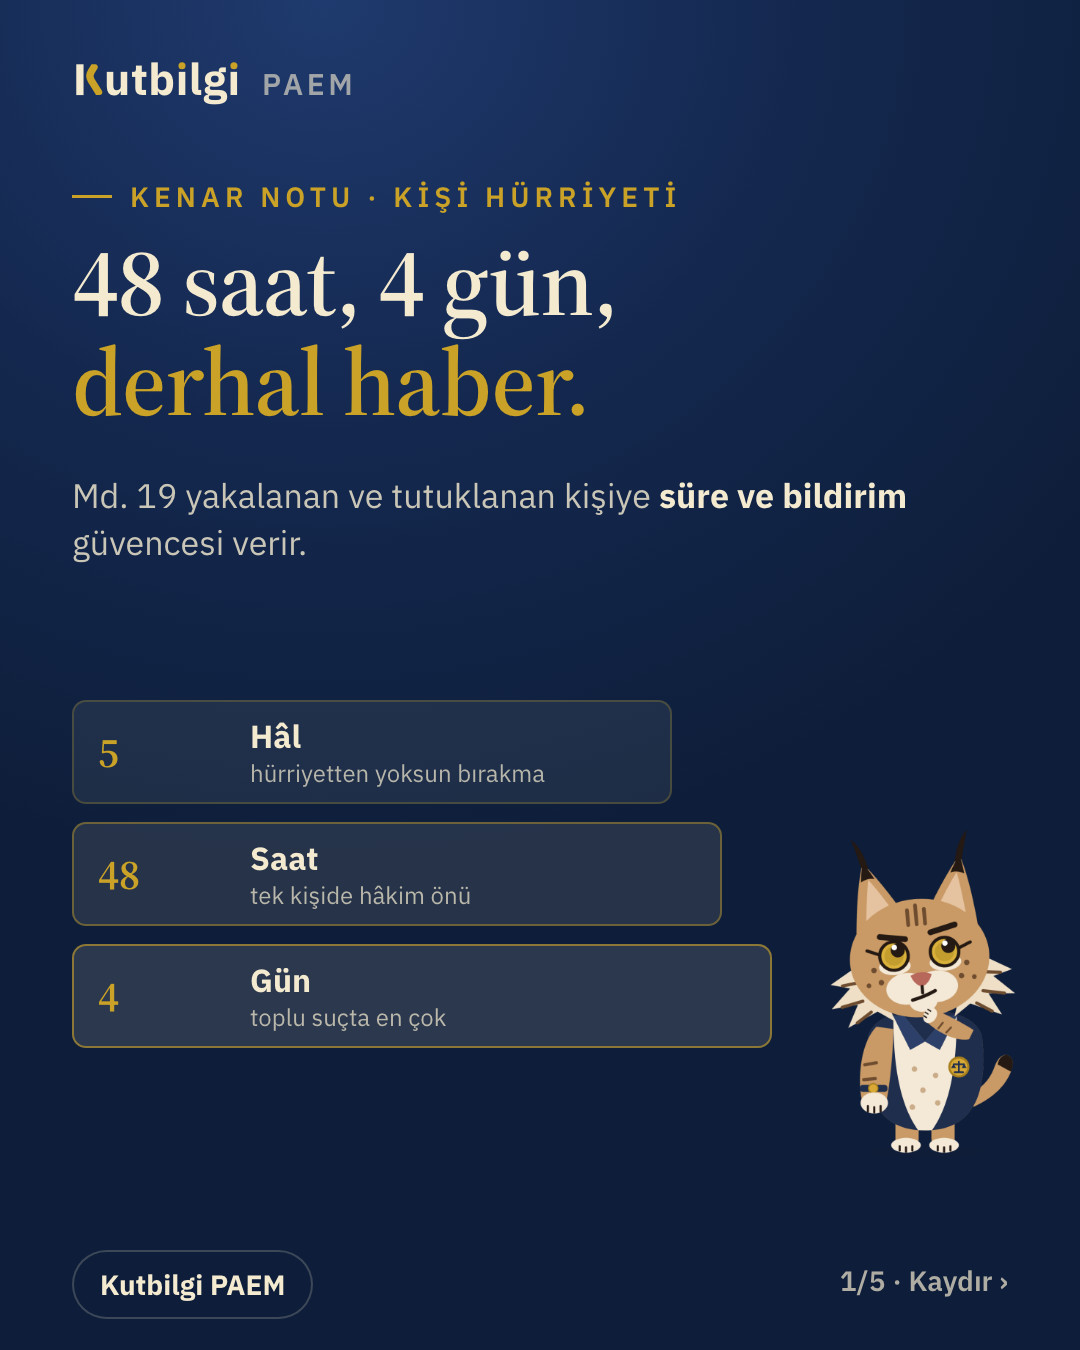 Kutbilgi PAEM
KENAR NOTU · KİŞİ HÜRRİYETİ
48 saat, 4 gün,
derhal haber.
Md. 19 yakalanan ve tutuklanan kişiye süre ve bildirim
güvencesi verir.
5
Hâl
hürriyetten yoksun bırakma
48
Saat
tek kişide hâkim önü
4
Gün
toplu suçta en çok
Kutbilgi PAEM
1/5 · Kaydır ›